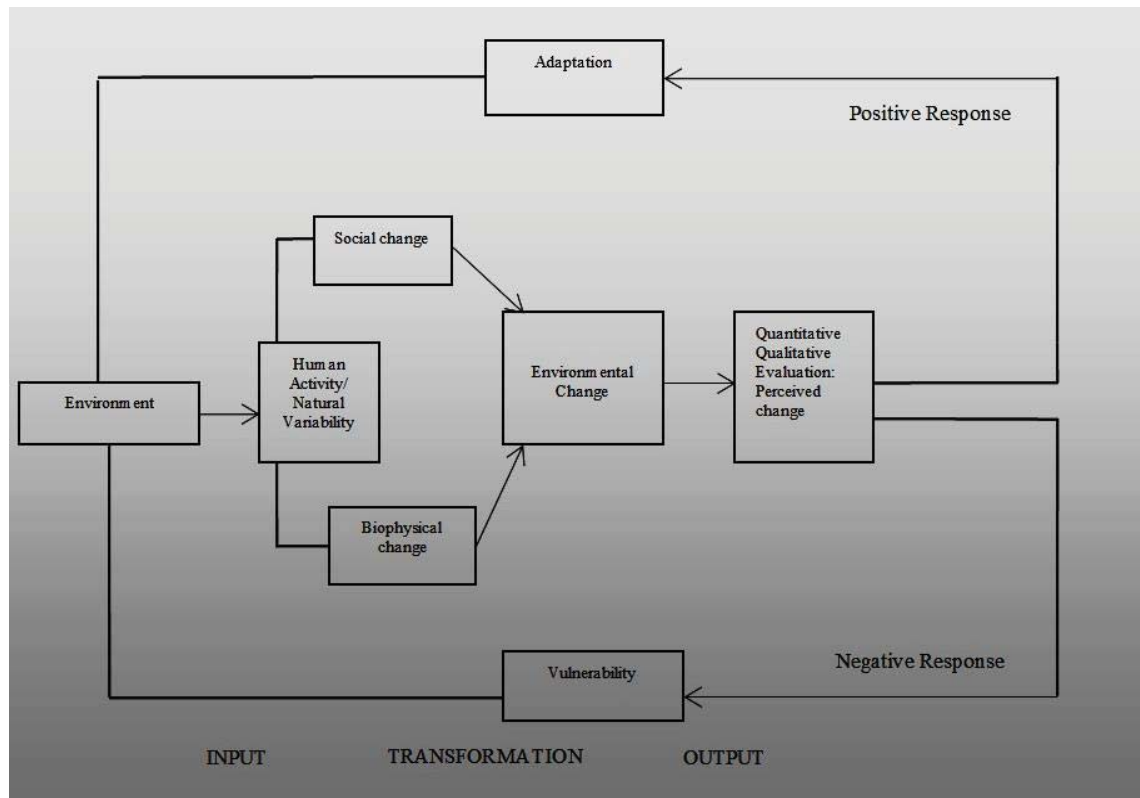 Adaptation
Positive Response
Social change
Human
Activity/
Natural
Variability
Environment
Environmental
Change
Quantitative
Qualitative
Evaluation:
Perceived
change
Biophysical
change
Vulnerability
Negative Response
INPUT
TRANSFORMATION
OUTPUT